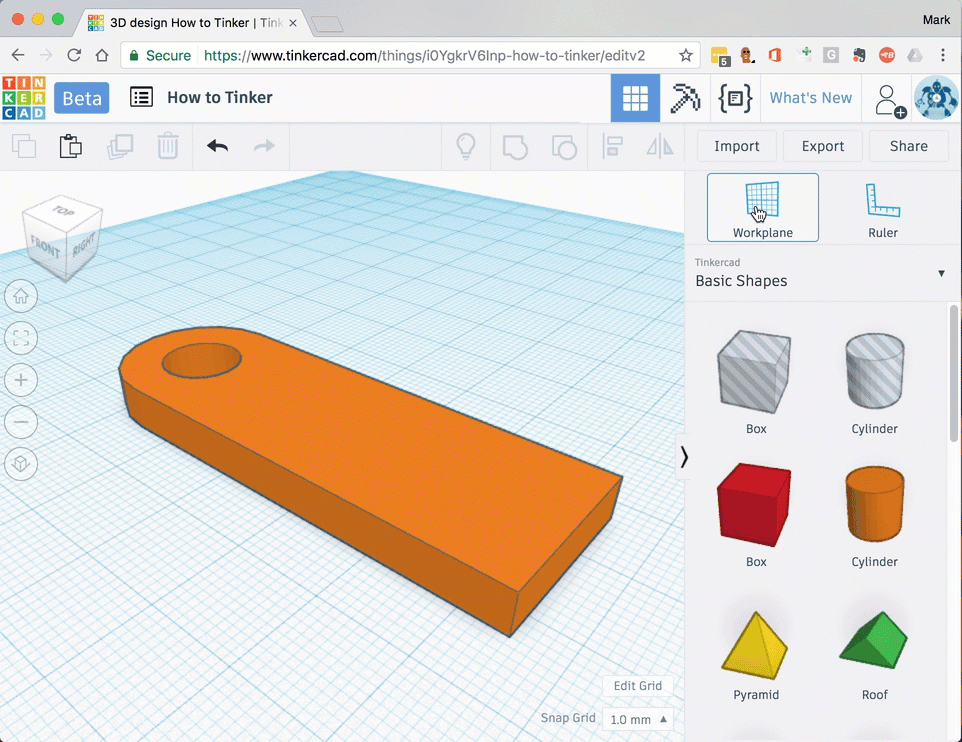 3D design How to Tinker | Tink
Mark
Secure https://www.tinkercad.com/things/i0YgkrV6Inp-how-to-tinker/editv2
5
G
TIN
KER
CAD
Beta
How to Tinker
What's New
Import
Export
Share
TOP
FRONT
RIGHT
Workplane
Ruler
Tinkercad
Basic Shapes
Box
Cylinder
Box
Cylinder
Pyramid
Roof
Edit Grid
Snap Grid
1.0 mm